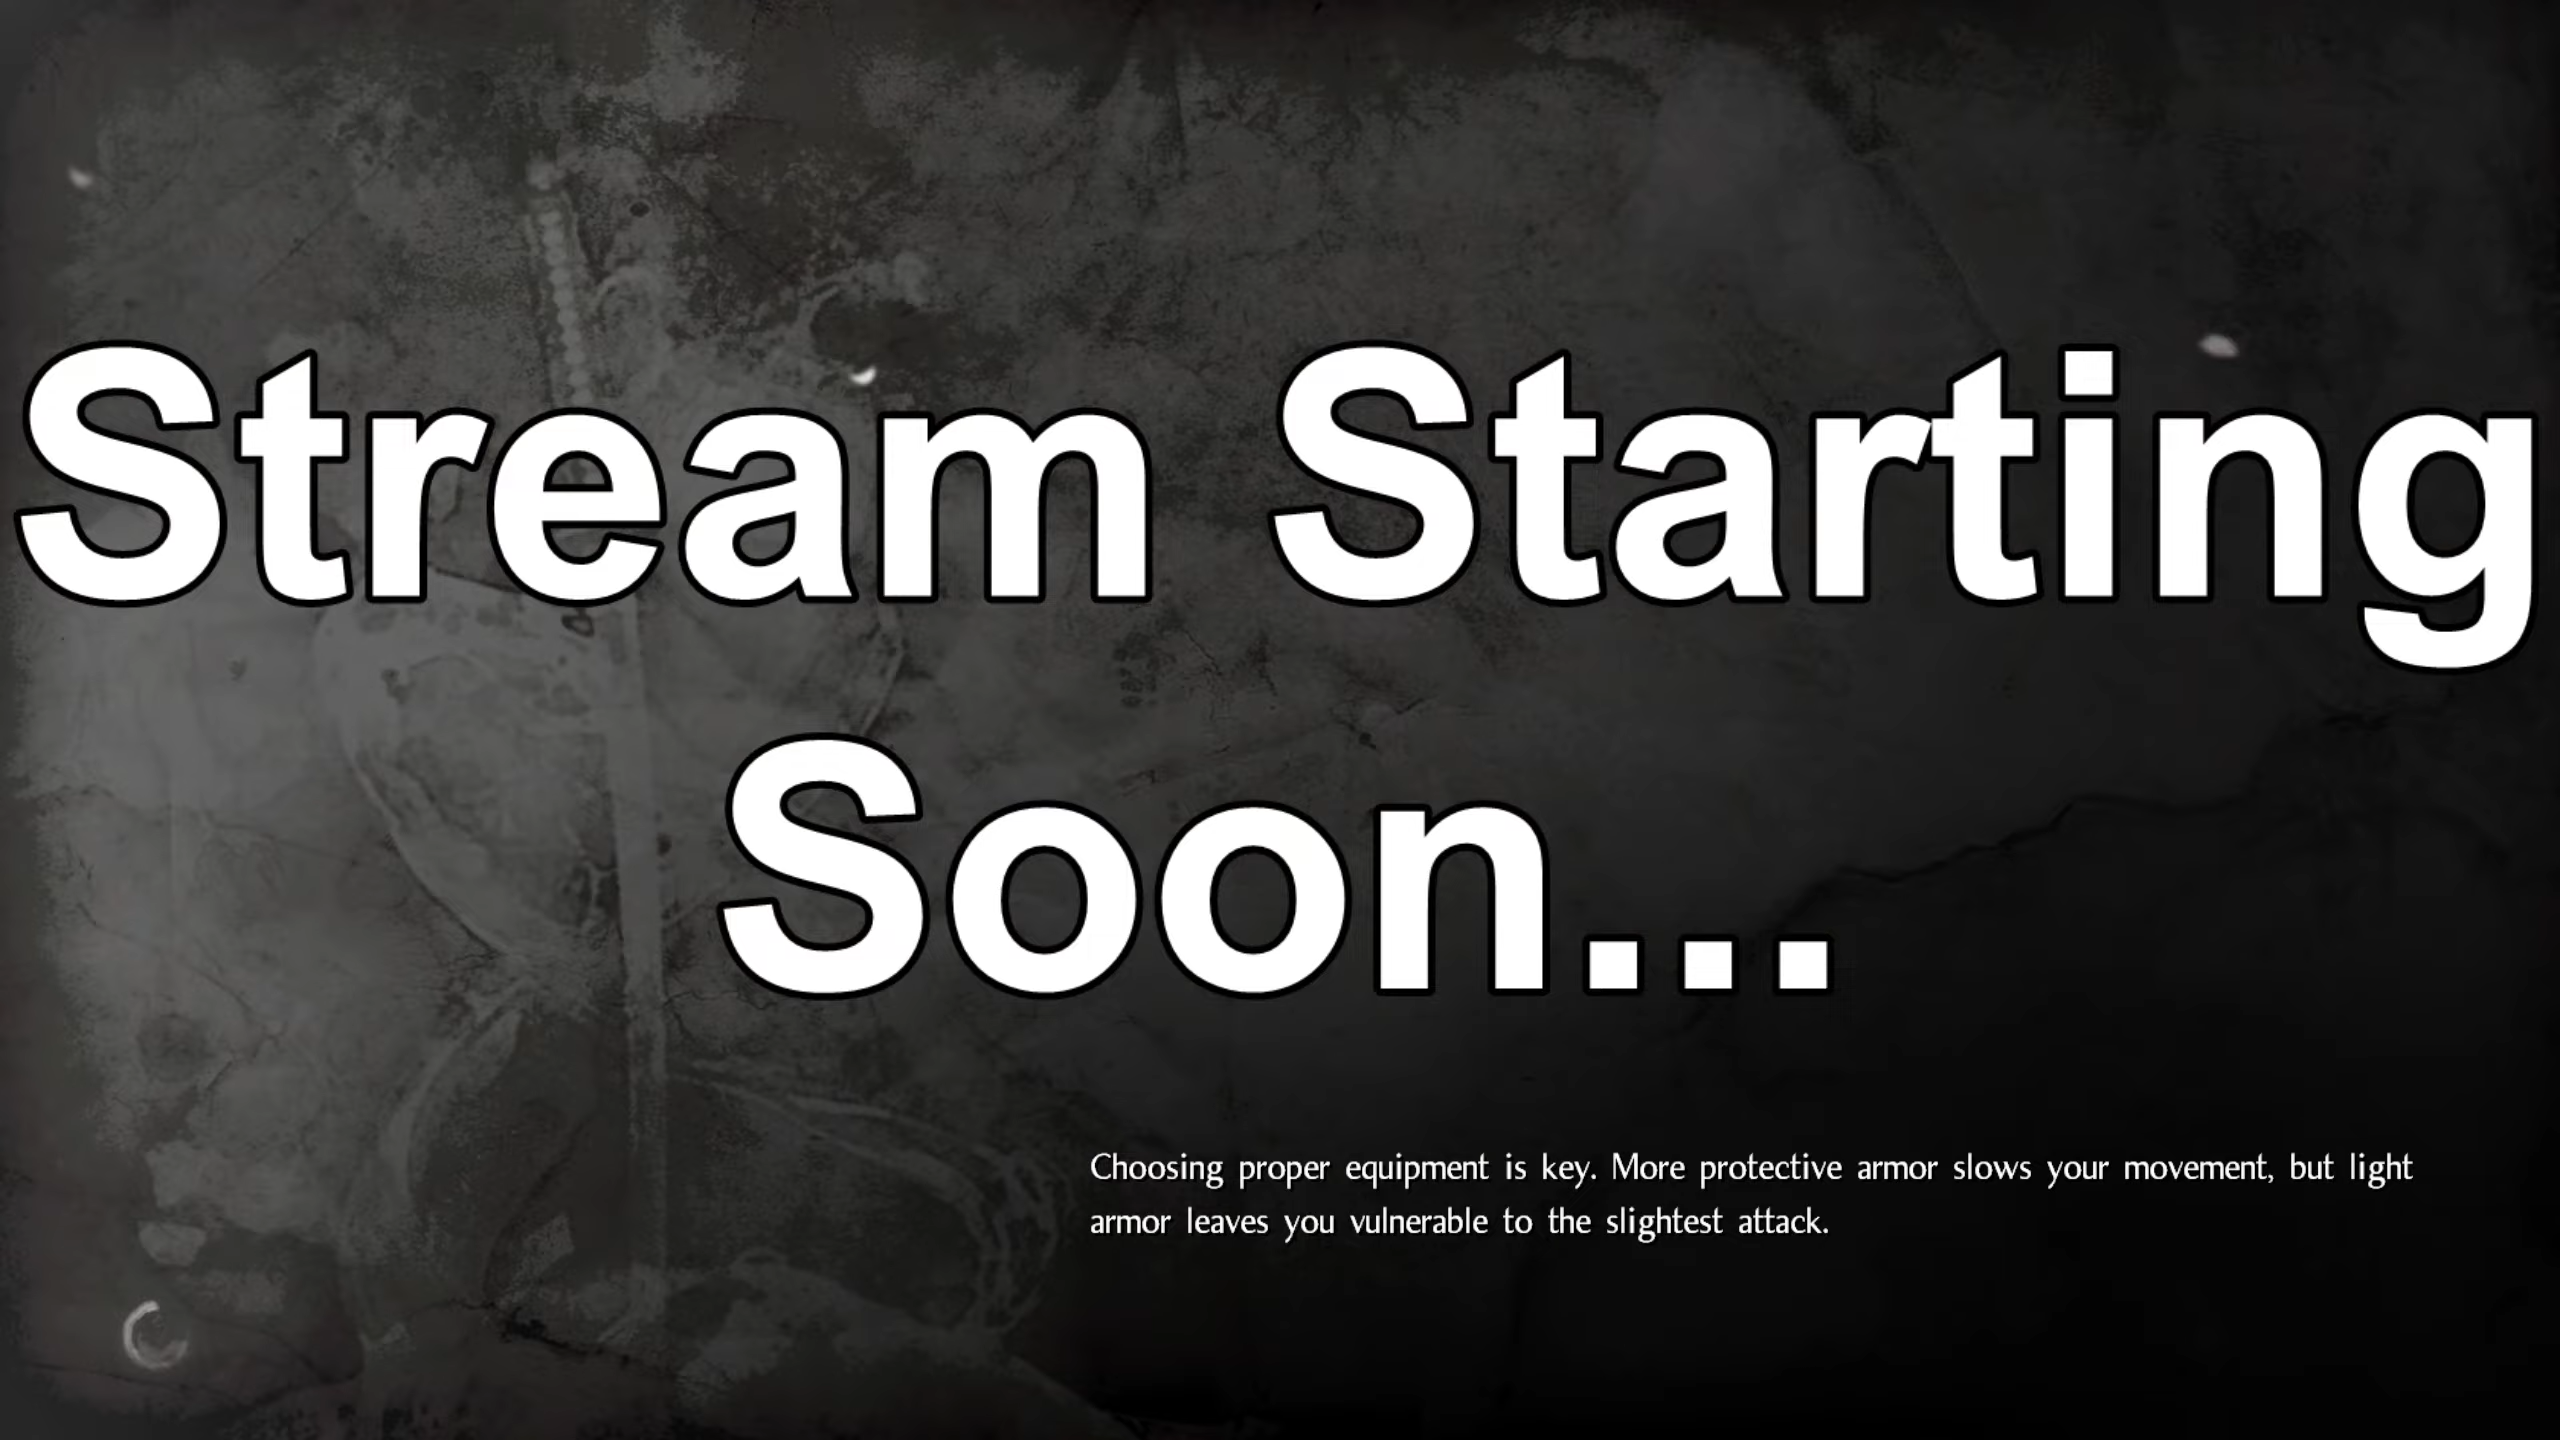 Stream Starting
Soon...
Choosing proper equipment is key. More protective armor slows your movement, but light
armor leaves you vulnerable to the slightest attack.